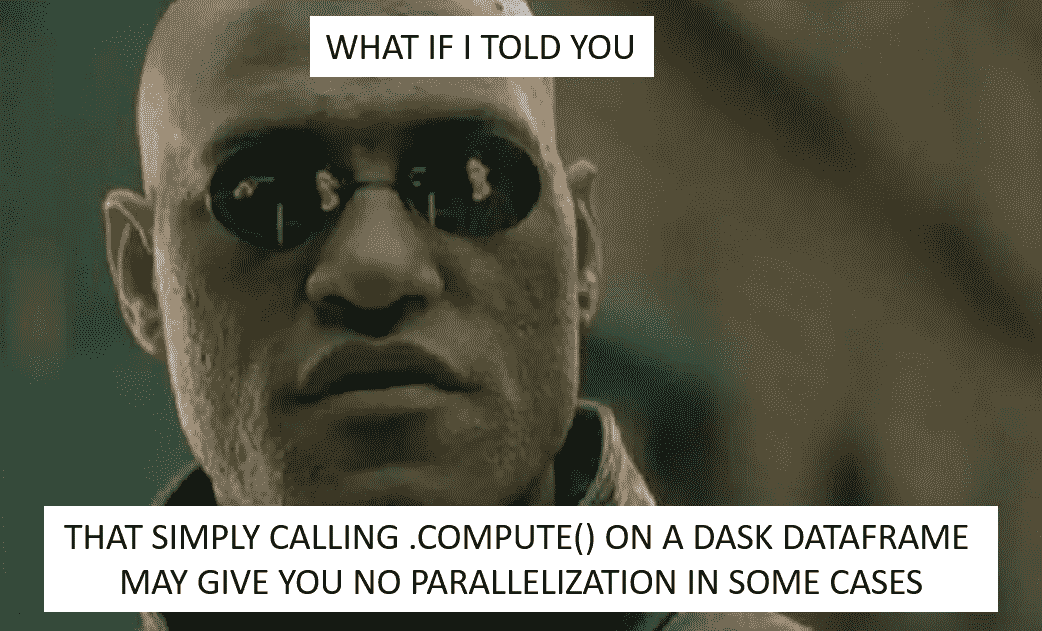 WHAT IF I TOLD YOU
THAT SIMPLY CALLING .COMPUTE() ON A DASK DATAFRAME
MAY GIVE YOU NO PARALLELIZATION IN SOME CASES